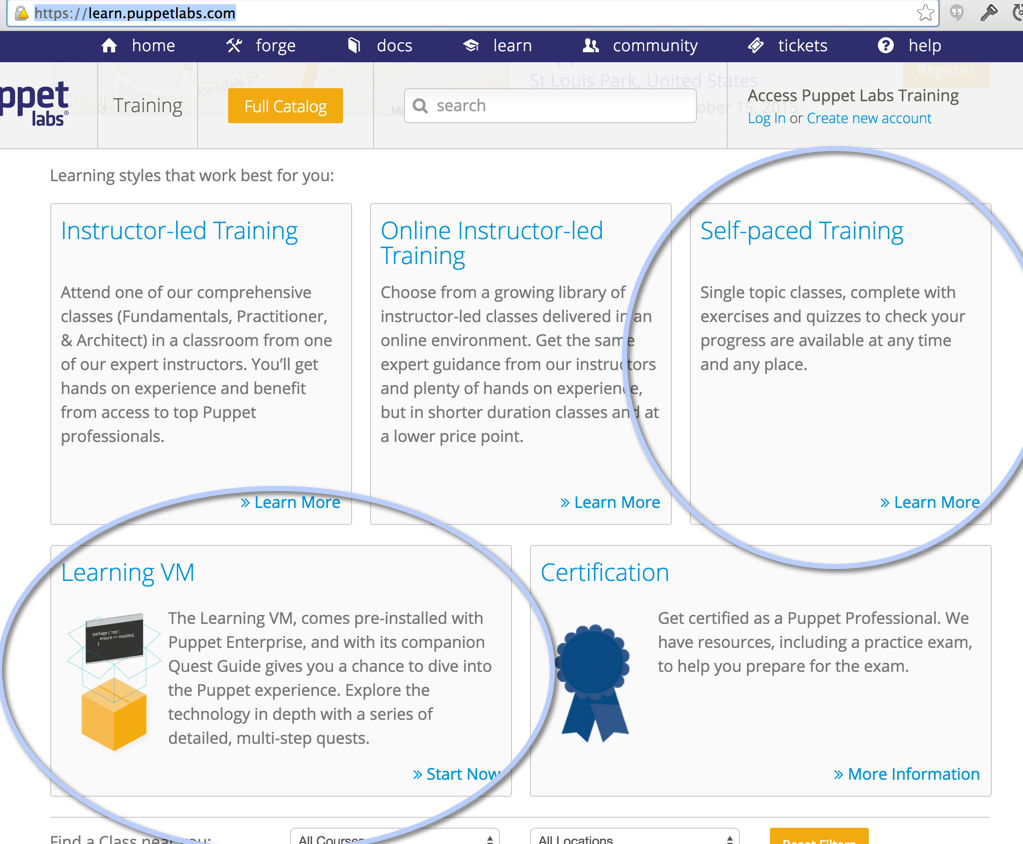 https://learn.puppetlabs.com
home forge docs learn community tickets help
Parkdale Dr
St Louis Park, United States
Register
ppet
labs
Training
Full Catalog
search
ober 15, 2015
Access Puppet Labs Training
Log In or Create new account
Learning styles that work best for you:
Instructor-led Training
Attend one of our comprehensive
classes (Fundamentals, Practitioner,
& Architect) in a classroom from one
of our expert instructors. You’ll get
hands on experience and benefit
from access to top Puppet
professionals.
» Learn More
Online Instructor-led
Training
Choose from a growing library of
instructor-led classes delivered in an
online environment. Get the same
expert guidance from our instructors
and plenty of hands on experience,
but in shorter duration classes and at
a lower price point.
» Learn More
Self-paced Training
Single topic classes, complete with
exercises and quizzes to check your
progress are available at any time
and any place.
» Learn More
Learning VM
The Learning VM, comes pre-installed with
Puppet Enterprise, and with its companion
Quest Guide gives you a chance to dive into
the Puppet experience. Explore the
technology in depth with a series of
detailed, multi-step quests.
» Start Now
Certification
Get certified as a Puppet Professional. We
have resources, including a practice exam,
to help you prepare for the exam.
» More Information
Find a Class near you:
All Courses
All Locations
Reset Filters